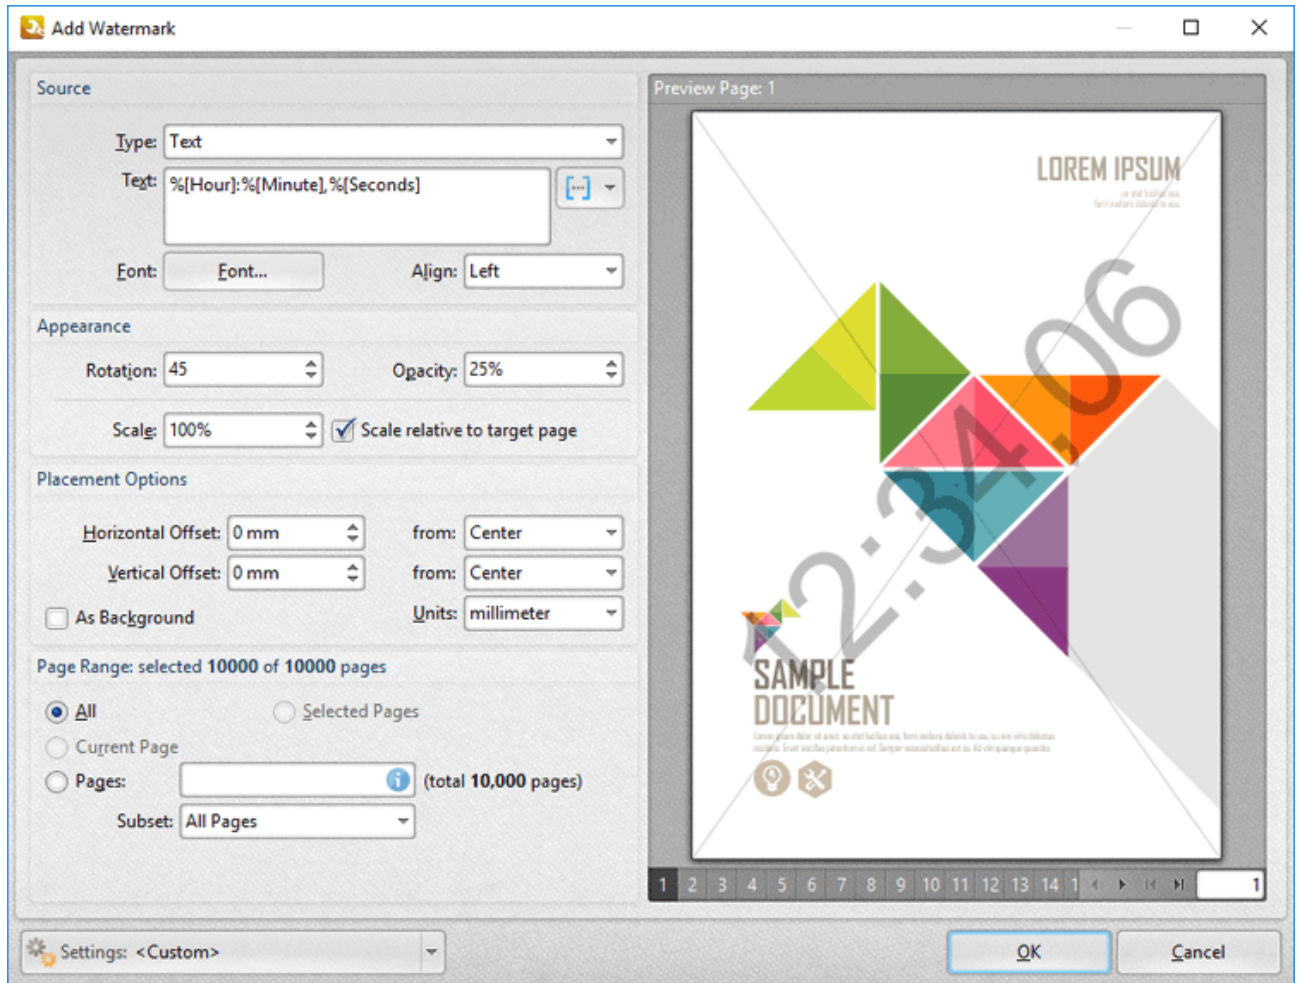 Add Watermark
Source
Type: Text
Text: %[Hour]:%[Minute],%[Seconds]
Font: Font... Align: Left
Appearance
Rotation: 45 Opacity: 25%
Scale: 100% Scale relative to target page
Placement Options
Horizontal Offset: 0 mm from: Center
Vertical Offset: 0 mm from: Center
As Background Units: millimeter
Page Range: selected 10000 of 10000 pages
All Selected Pages
Current Page
Pages: (total 10,000 pages)
Subset: All Pages
Preview Page: 1
LOREM IPSUM
12:34.06
SAMPLE
DOCUMENT
1 2 3 4 5 6 7 8 9 10 11 12 13 14 1 1
Settings: <Custom> OK Cancel